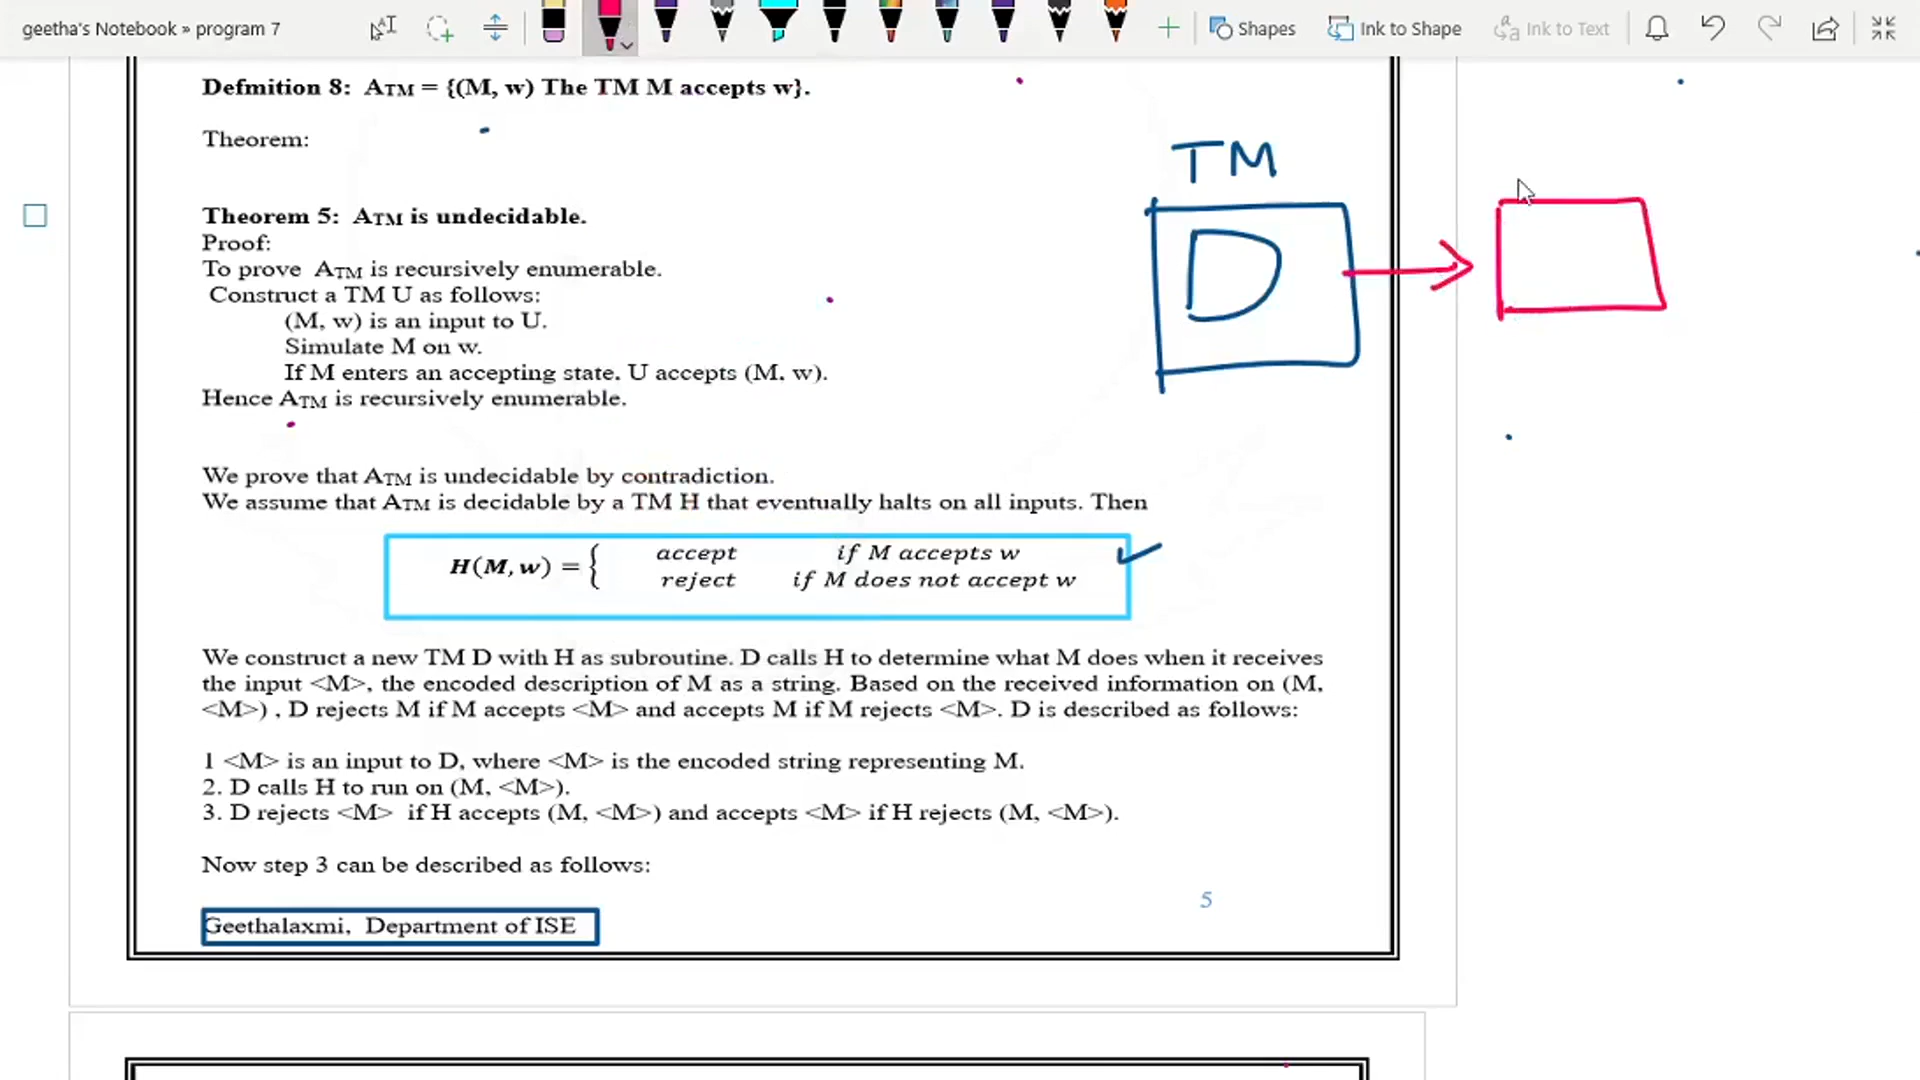 geetha's Notebook » program 7
Shapes
Ink to Shape
Ink to Text
Defmition 8: ATM = {(M, w) The TM M accepts w}.
Theorem:
TM
Theorem 5: ATM is undecidable.
Proof:
To prove ATM is recursively enumerable.
D
Construct a TM U as follows:
(M, w) is an input to U.
Simulate M on w.
If M enters an accepting state. U accepts (M. w).
Hence ATM is recursively enumerable.
We prove that ATM is undecidable by contradiction.
We assume that ATM is decidable by a TM H that eventually halts on all inputs. Then
H(M, w) = { accept if M accepts w
reject if M does not accept w
We construct a new TM D with H as subroutine. D calls H to determine what M does when it receives
the input <M>, the encoded description of M as a string. Based on the received information on (M,
<M>) , D rejects M if M accepts <M> and accepts M if M rejects <M>. D is described as follows:
1 <M> is an input to D, where <M> is the encoded string representing M.
2. D calls H to run on (M, <M>).
3. D rejects <M> if H accepts (M, <M>) and accepts <M> if H rejects (M, <M>).
Now step 3 can be described as follows:
5
Geethalaxmi, Department of ISE